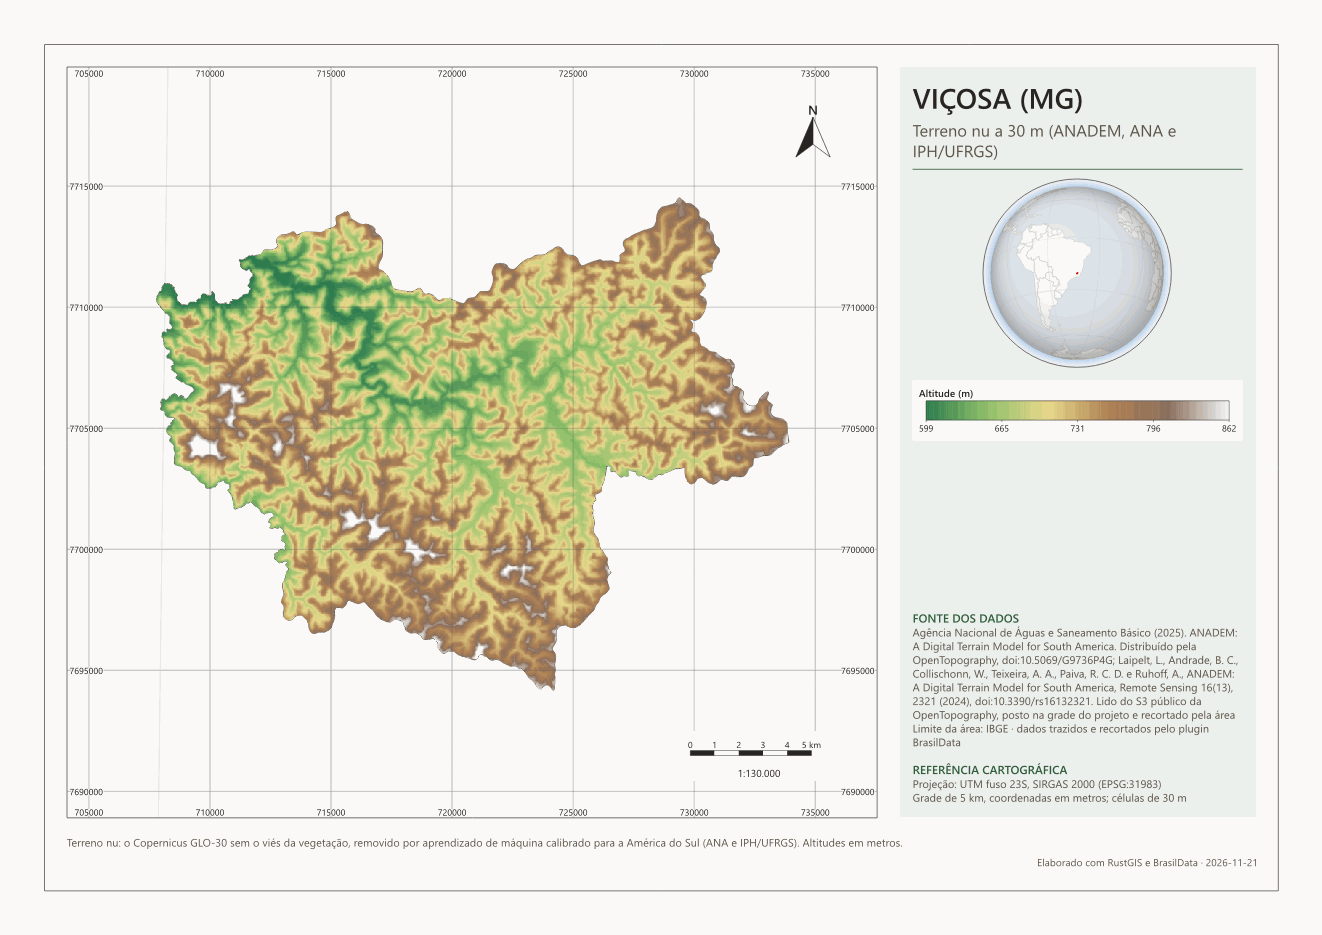 705000 710000 715000 720000 725000 730000 735000
N
7715000 7715000
7710000 7710000
7705000 7705000
7700000 7700000
7695000 7695000
7690000 7690000
0 1 2 3 4 5 km
1:130.000
705000 710000 715000 720000 725000 730000 735000
VIÇOSA (MG)
Terreno nu a 30 m (ANADEM, ANA e
IPH/UFRGS)
Altitude (m)
599 665 731 796 862
FONTE DOS DADOS
Agência Nacional de Águas e Saneamento Básico (2025). ANADEM:
A Digital Terrain Model for South America. Distribuído pela
OpenTopography, doi:10.5069/G9736P4G; Laipelt, L., Andrade, B. C.,
Collischonn, W., Teixeira, A. A., Paiva, R. C. D. e Ruhoff, A., ANADEM:
A Digital Terrain Model for South America, Remote Sensing 16(13),
2321 (2024), doi:10.3390/rs16132321. Lido do S3 público da
OpenTopography, posto na grade do projeto e recortado pela área
Limite da área: IBGE · dados trazidos e recortados pelo plugin
BrasilData
REFERÊNCIA CARTOGRÁFICA
Projeção: UTM fuso 23S, SIRGAS 2000 (EPSG:31983)
Grade de 5 km, coordenadas em metros; células de 30 m
Terreno nu: o Copernicus GLO-30 sem o viés da vegetação, removido por aprendizado de máquina calibrado para a América do Sul (ANA e IPH/UFRGS). Altitudes em metros.
Elaborado com RustGIS e BrasilData · 2026-11-21